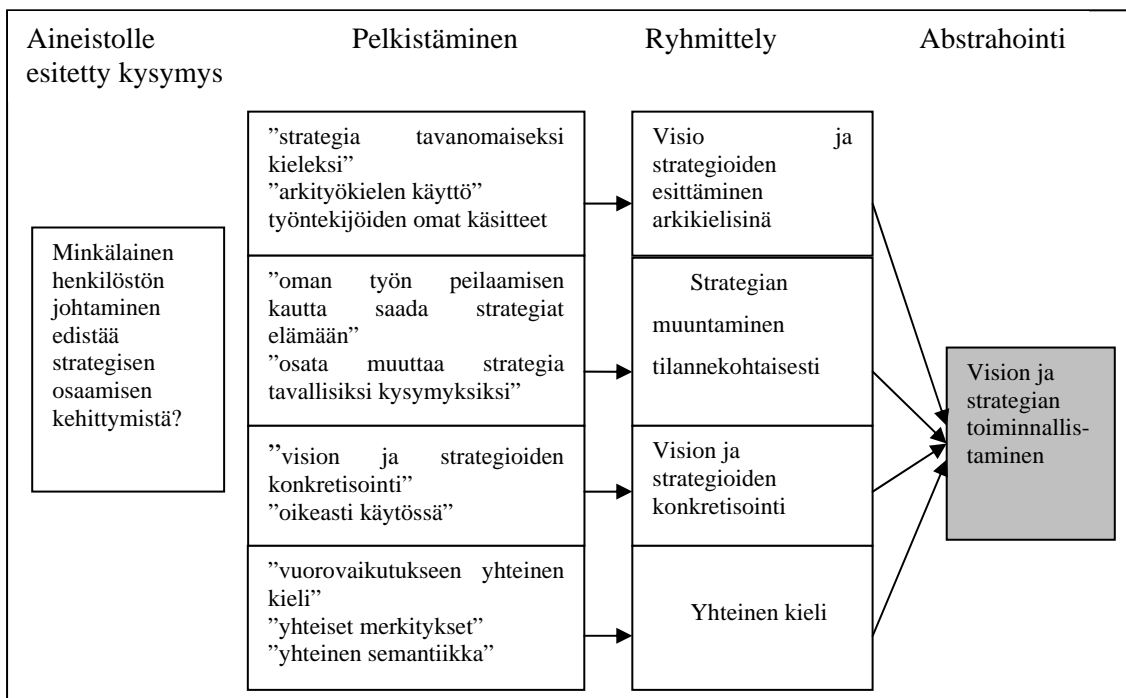 Aineistolle
esitetty kysymys
Pelkistäminen
Ryhmittely
Abstrahointi
Minkälainen
henkilöstön
johtaminen
edistää
strategisen
osaamisen
kehittymistä?
”strategia tavanomaiseksi
kieleksi”
”arkityökielen käyttö”
työntekijöiden omat käsitteet
”oman työn peilaamisen
kautta saada strategiat
elämään”
”osata muuttaa strategia
tavallisiksi kysymyksiksi”
”vision ja strategioiden
konkretisointi”
”oikeasti käytössä”
”vuorovaikutukseen yhteinen
kieli”
”yhteiset merkitykset”
”yhteinen semantiikka”
Visio ja
strategioiden
esittäminen
arkikielisinä
Strategian
muuntaminen
tilannekohtaisesti
Vision ja
strategioiden
konkretisointi
Yhteinen kieli
Vision ja
strategian
toiminnallis-
taminen